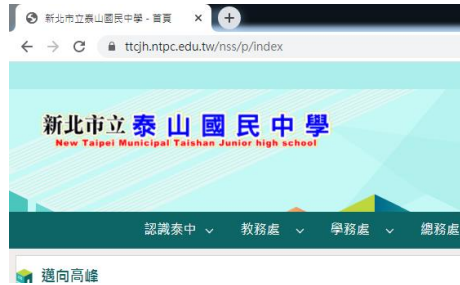 新北市立泰山國民中學 - 首頁
ttcjh.ntpc.edu.tw/nss/p/index
新北市立 泰山國民中學
New Taipei Municipal Taishan Junior high school
認識泰中 教務處 學務處 總務處
邁向高峰